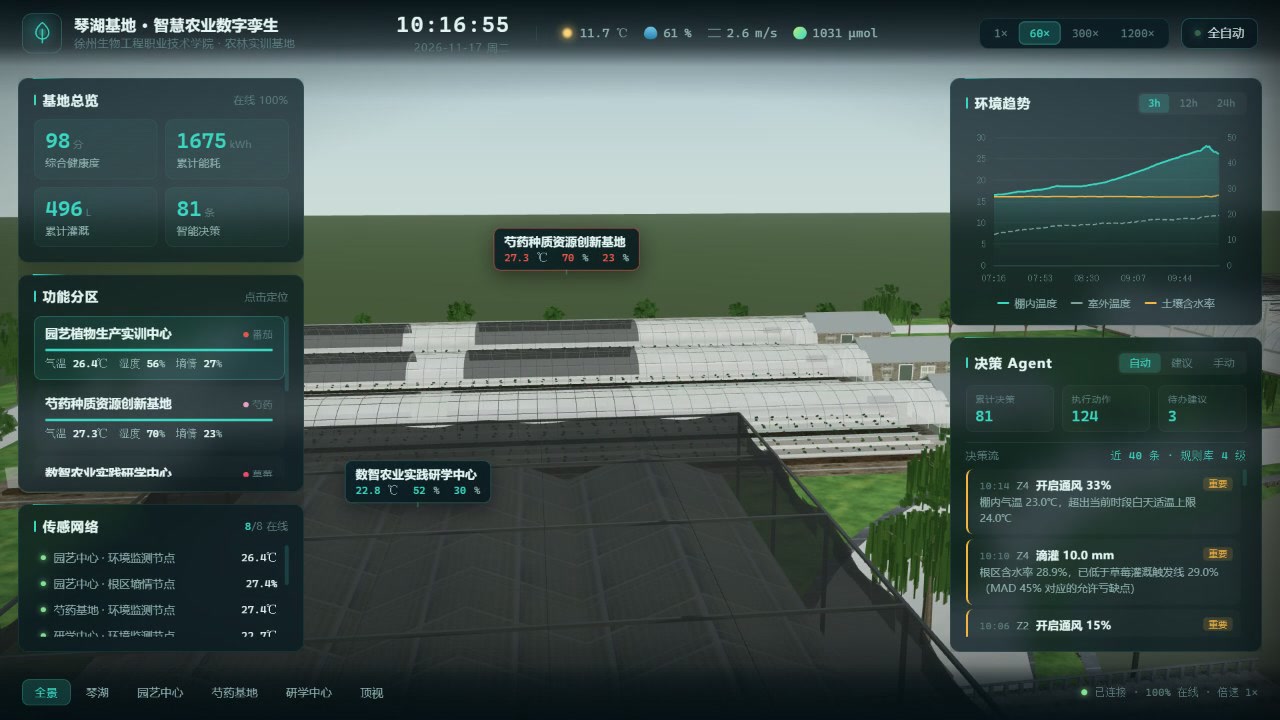 琴湖基地・智慧农业数字孪生
徐州生物工程职业技术学院 · 农林实训基地
10:16:55
2026-11-17 周二
11.7 ℃
61 %
2.6 m/s
1031 μmol
1× 60× 300× 1200×
全自动
基地总览
在线 100%
98 分
综合健康度
1675 kWh
累计能耗
496 L
累计灌溉
81 条
智能决策
功能分区
点击定位
园艺植物生产实训中心
番茄
气温 26.4℃ 湿度 56% 墒情 27%
芍药种质资源创新基地
芍药
气温 27.3℃ 湿度 70% 墒情 23%
数智农业实践研学中心
草莓
传感网络
8/8 在线
园艺中心 · 环境监测节点 26.4℃
园艺中心 · 根区墒情节点 27.4%
芍药基地 · 环境监测节点 27.4℃
研学中心 · 环境监测节点 22.7℃
芍药种质资源创新基地
27.3 ℃ 70 % 23 %
数智农业实践研学中心
22.8 ℃ 52 % 30 %
环境趋势
3h 12h 24h
30
25
20
15
10
5
0
50
40
30
20
10
0
07:16 07:53 08:30 09:07 09:44
棚内温度 室外温度 土壤含水率
决策 Agent
自动 建议 手动
累计决策
81
执行动作
124
待办建议
3
决策流
近 40 条 · 规则库 4 级
10:14 Z4 开启通风 33% 重要
棚内气温 23.0℃，超出当前时段白天适温上限
24.0℃
10:10 Z4 滴灌 10.0 mm 重要
根区含水率 28.9%，已低于草莓灌溉触发线 29.0%
（MAD 45% 对应的允许亏缺点）
10:06 Z2 开启通风 15% 重要
全景 琴湖 园艺中心 芍药基地 研学中心 顶视
已连接 · 100% 在线 · 倍速 1×